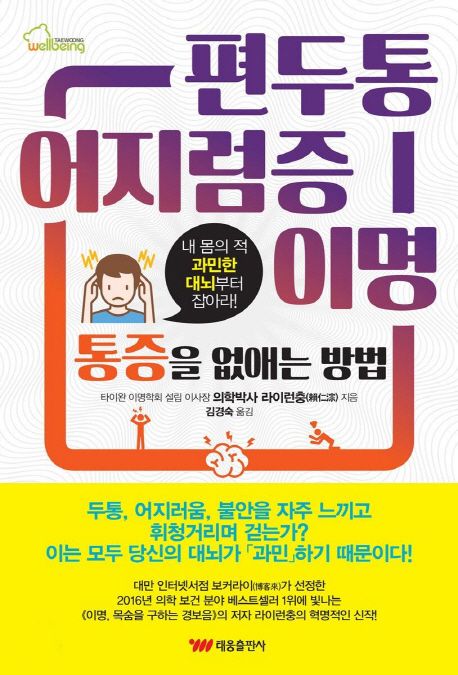 TAEWOONG
wellbeing
편두통
어지럼증
이명
내 몸의 적
과민한
대뇌부터
잡아라!
통증을 없애는 방법
타이완 이명학회 설립 이사장 의학박사 라이런충(賴仁淙) 지음
김경숙 옮김
두통, 어지러움, 불안을 자주 느끼고
휘청거리며 걷는가?
이는 모두 당신의 대뇌가 「과민」하기 때문이다!
대만 인터넷서점 보커라이(博客來)가 선정한
2016년 의학 보건 분야 베스트셀러 1위에 빛나는
《이명, 목숨을 구하는 경보음》의 저자 라이런충의 혁명적인 신작!
태웅출판사